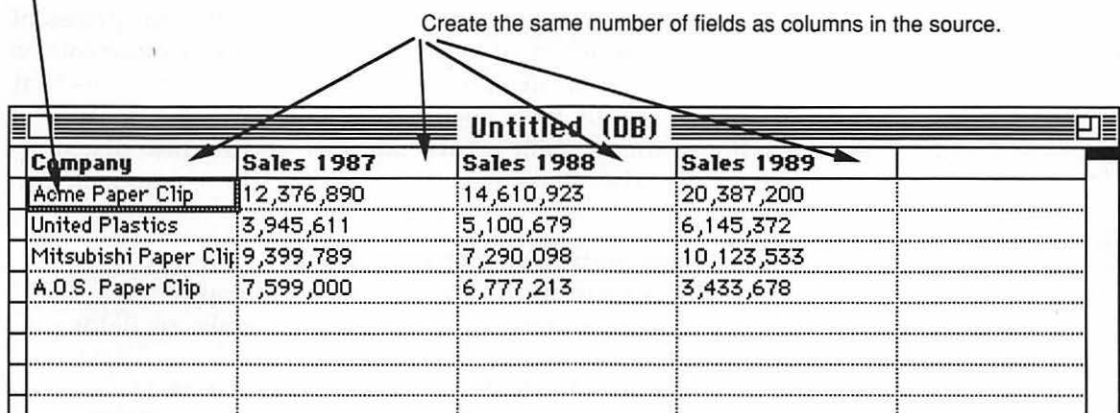 Create the same number of fields as columns in the source.
Untitled (DB)
Company Sales 1987 Sales 1988 Sales 1989
Acme Paper Clip 12,376,890 14,610,923 20,387,200
United Plastics 3,945,611 5,100,679 6,145,372
Mitsubishi Paper Clip 9,399,789 7,290,098 10,123,533
A.O.S. Paper Clip 7,599,000 6,777,213 3,433,678